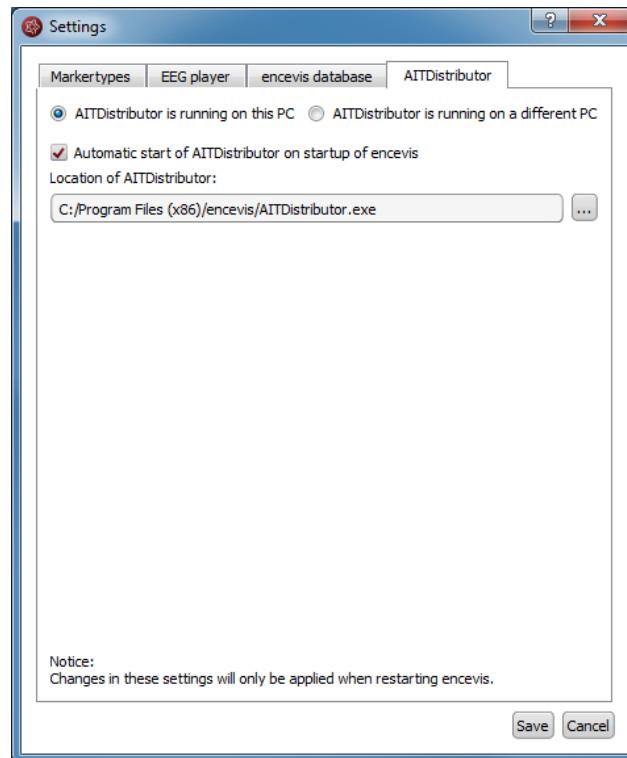 Settings
Markertypes
EEG player
encevis database
AITDistributor
AITDistributor is running on this PC
AITDistributor is running on a different PC
Automatic start of AITDistributor on startup of encevis
Location of AITDistributor:
C:/Program Files (x86)/encevis/AITDistributor.exe
...
Notice:
Changes in these settings will only be applied when restarting encevis.
Save
Cancel